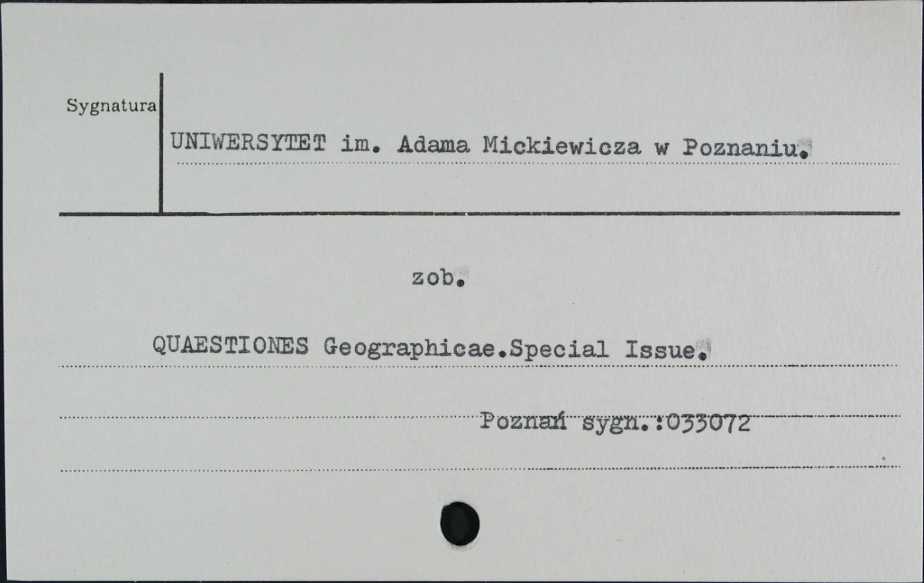 Sygnatura
UNIWERSYTET im. Adama Mickiewicza w Poznaniu.
zob.
QUAESTIONES Geographicae.Special Issue.
Poznań sygn.:033072